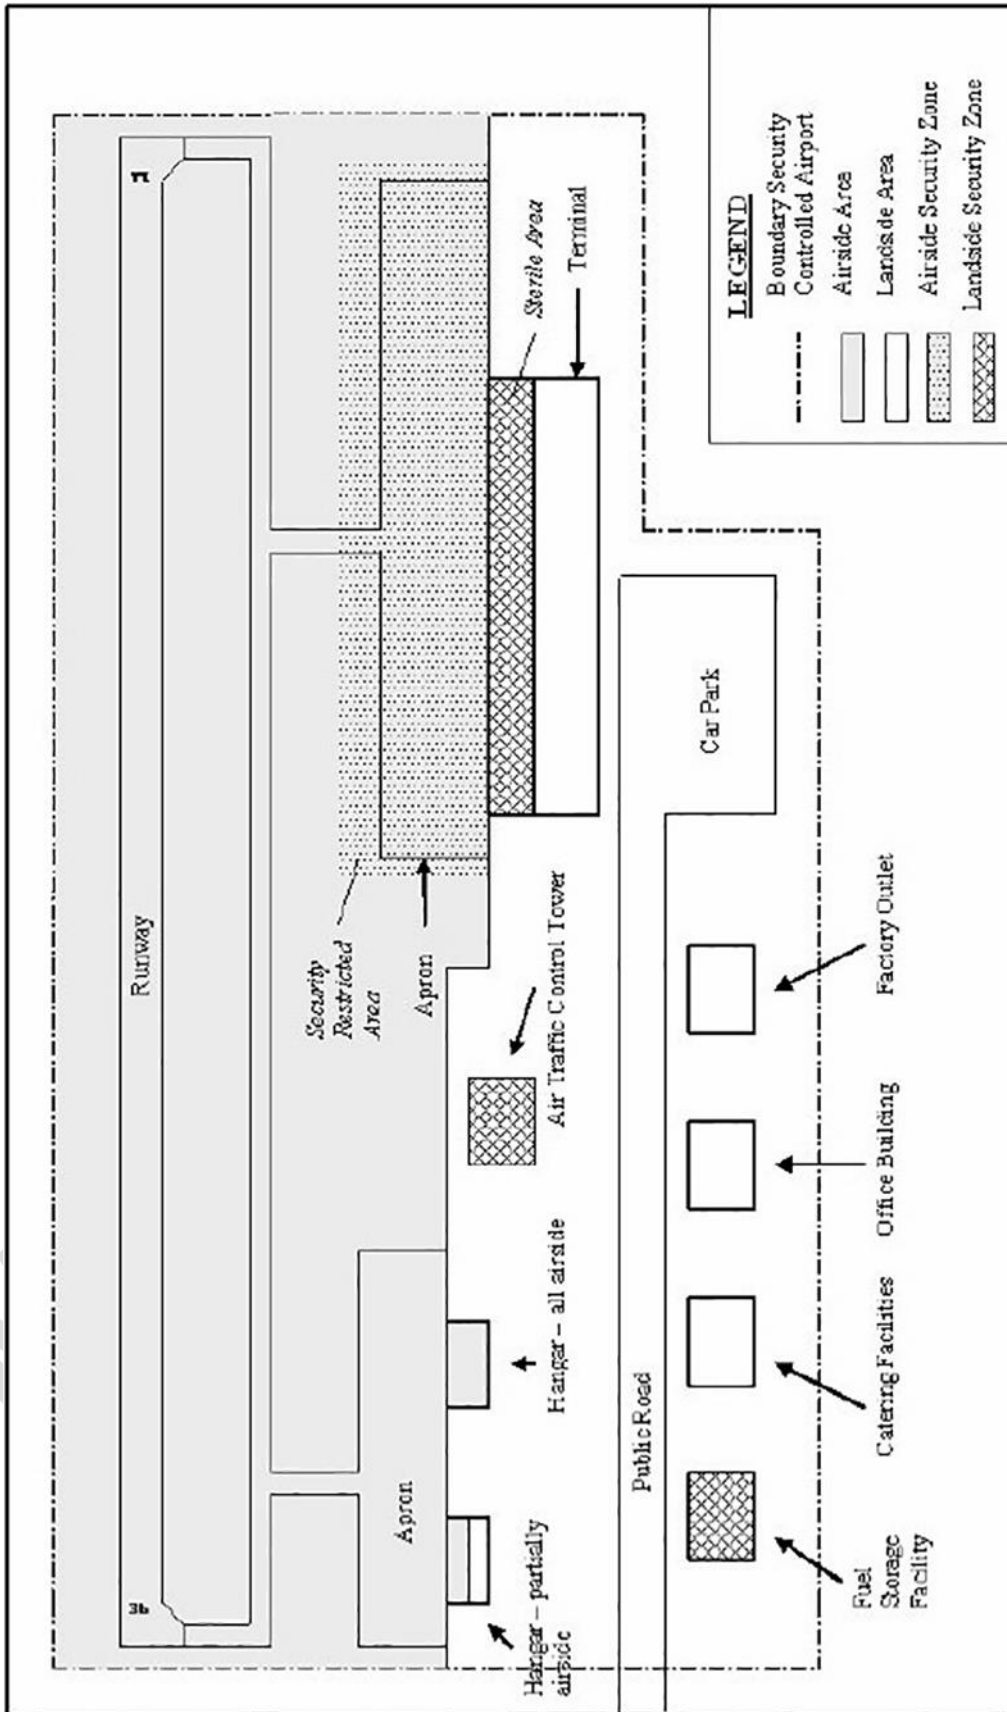 Runway
36
Security
Restricted
Area
Apron
Sterile Area
Terminal
Air Traffic Control Tower
Hangar – all airside
Apron
Hangar – partially
airside
Public Road
Car Park
Fuel
Storage
Facility
Catering Facilities
Office Building
Factory Outlet
LEGEND
Boundary Security
Controlled Airport
Airside Area
Landside Area
Airside Security Zone
Landside Security Zone